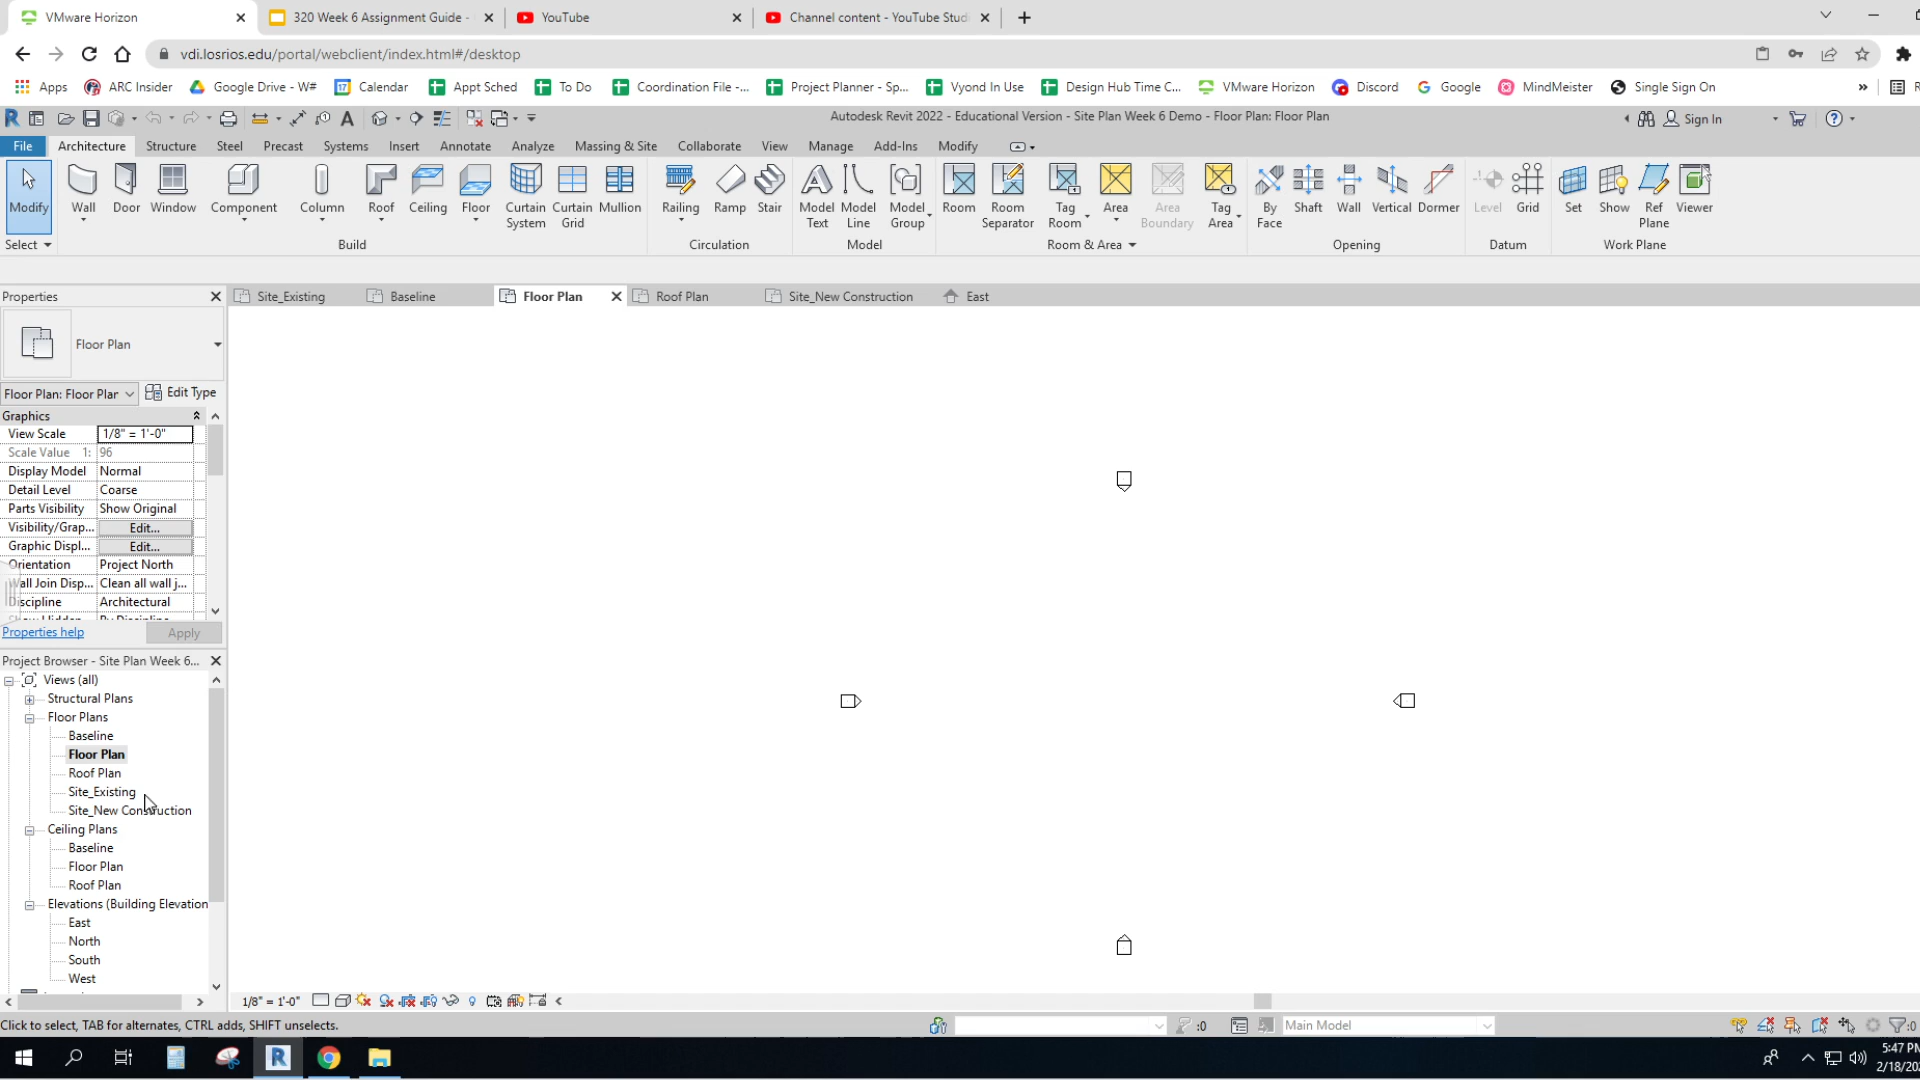 VMware Horizon
320 Week 6 Assignment Guide -
YouTube
Channel content - YouTube Stud
vdi.losrios.edu/portal/webclient/index.html#/desktop
Apps ARC Insider Google Drive - W# Calendar Appt Sched To Do Coordination File -... Project Planner - Sp... Vyond In Use Design Hub Time C... VMware Horizon Discord Google MindMeister Single Sign On » R
Autodesk Revit 2022 - Educational Version - Site Plan Week 6 Demo - Floor Plan: Floor Plan
Sign In
File Architecture Structure Steel Precast Systems Insert Annotate Analyze Massing & Site Collaborate View Manage Add-Ins Modify
Modify Wall Door Window Component Column Roof Ceiling Floor Curtain System Curtain Grid Mullion Railing Ramp Stair Model Text Model Line Model Group Room Room Separator Tag Room Area Area Boundary Tag Area By Face Shaft Wall Vertical Dormer Level Grid Set Show Ref Plane Viewer
Select Build Circulation Model Room & Area Opening Datum Work Plane
Properties
Site_Existing Baseline Floor Plan Roof Plan Site_New Construction East
Floor Plan
Floor Plan: Floor Plar Edit Type
Graphics
View Scale 1/8" = 1'-0"
Scale Value 1: 96
Display Model Normal
Detail Level Coarse
Parts Visibility Show Original
Visibility/Grap... Edit...
Graphic Displ... Edit...
Orientation Project North
Wall Join Disp... Clean all wall j...
Discipline Architectural
Properties help Apply
Project Browser - Site Plan Week 6...
Views (all)
Structural Plans
Floor Plans
Baseline
Floor Plan
Roof Plan
Site_Existing
Site_New Construction
Ceiling Plans
Baseline
Floor Plan
Roof Plan
Elevations (Building Elevation
East
North
South
West
1/8" = 1'-0"
Click to select, TAB for alternates, CTRL adds, SHIFT unselects.
:0
Main Model
:0
5:47 PM
2/18/202